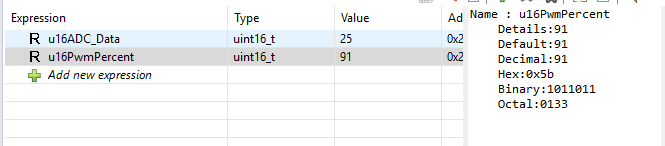 Expression Type Value Ad
u16ADC_Data uint16_t 25 0x2
u16PwmPercent uint16_t 91 0x2
Add new expression
Name : u16PwmPercent
Details:91
Default:91
Decimal:91
Hex:0x5b
Binary:1011011
Octal:0133